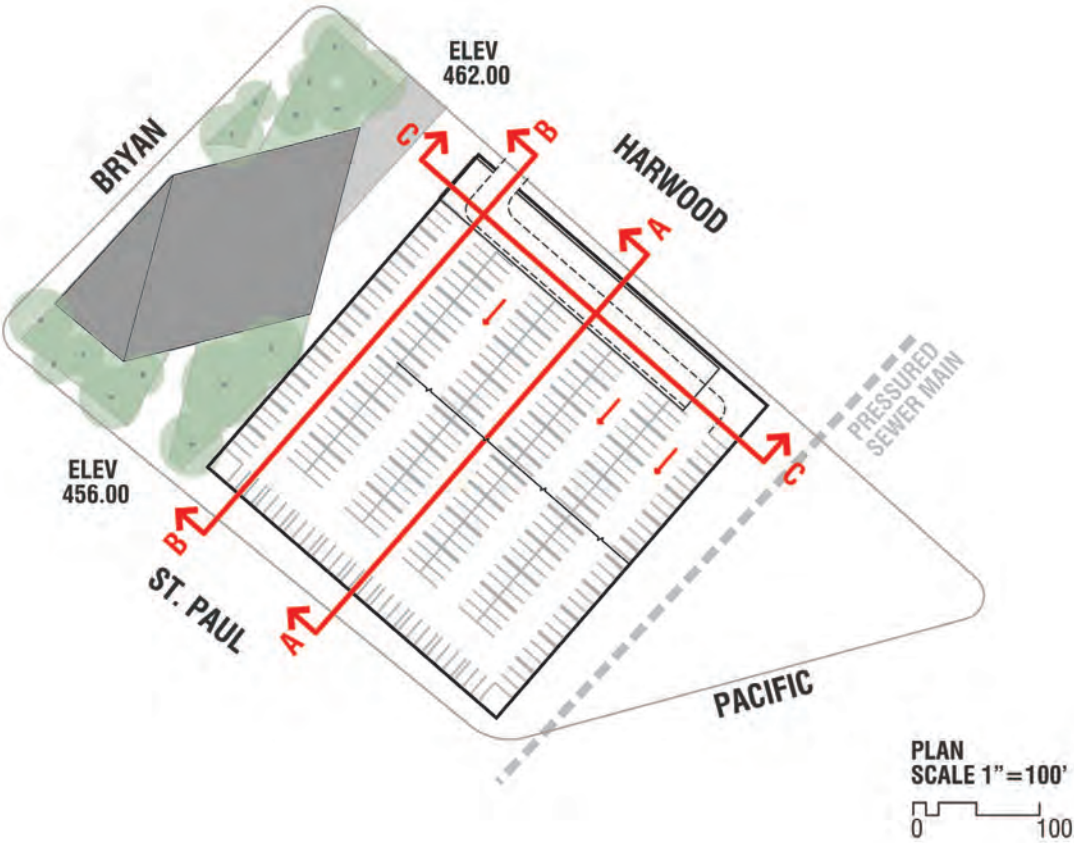 ELEV
462.00
BRYAN
C
B
HARWOOD
A
PRESSURED
SEWER MAIN
C
ELEV
456.00
B
ST. PAUL
A
PACIFIC
PLAN
SCALE 1”=100'
0 100